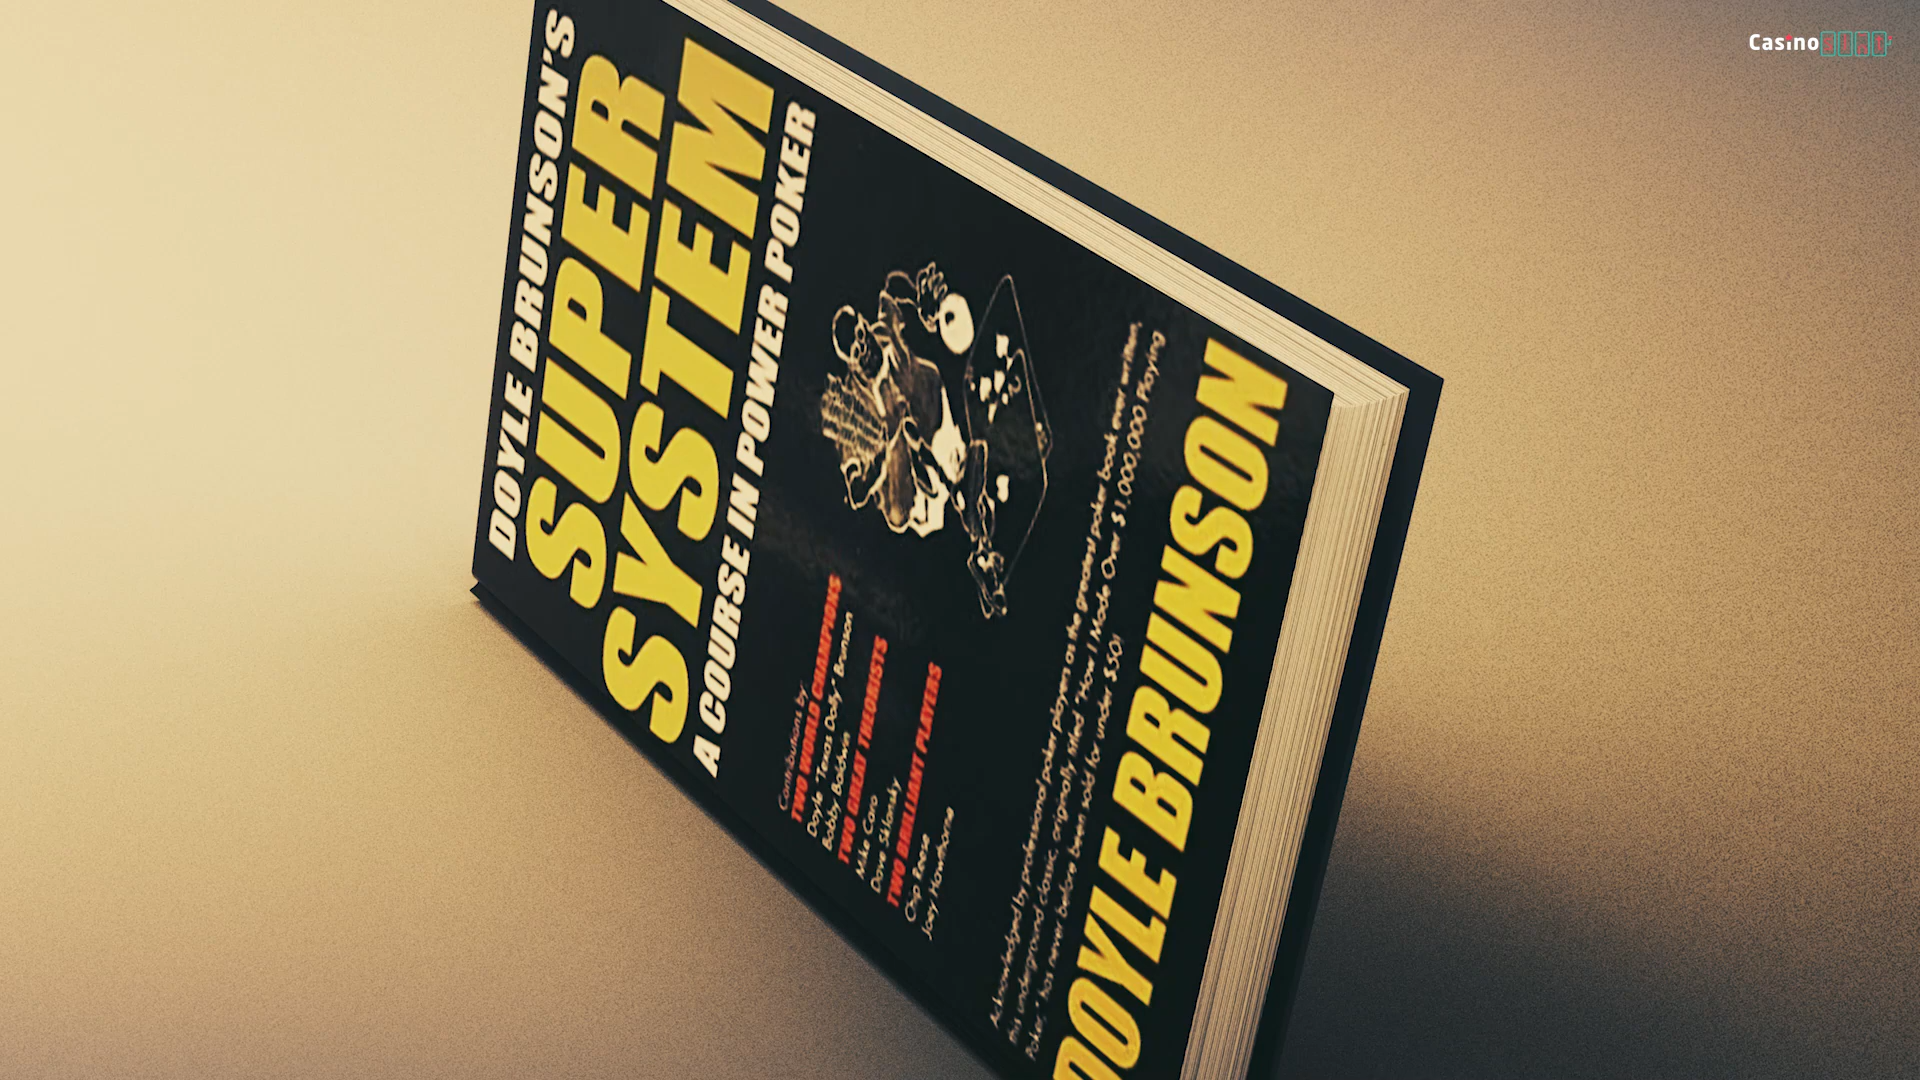 DOYLE BRUNSON'S
SUPER
SYSTEM
A COURSE IN POWER POKER
Contributions by:
TWO WORLD CHAMPIONS
Doyle "Texas Dolly" Brunson
Bobby Baldwin
TWO GREAT THEORISTS
Mike Caro
Dave Sklansky
TWO BRILLIANT PLAYERS
Chip Reese
Joey Hawthorne
Acknowledged by professional poker players as the greatest poker book ever written,
this underground classic, originally titled "How I Made Over $1,000,000 Playing
Poker," has never before been sold for under $50!
DOYLE BRUNSON
Casino